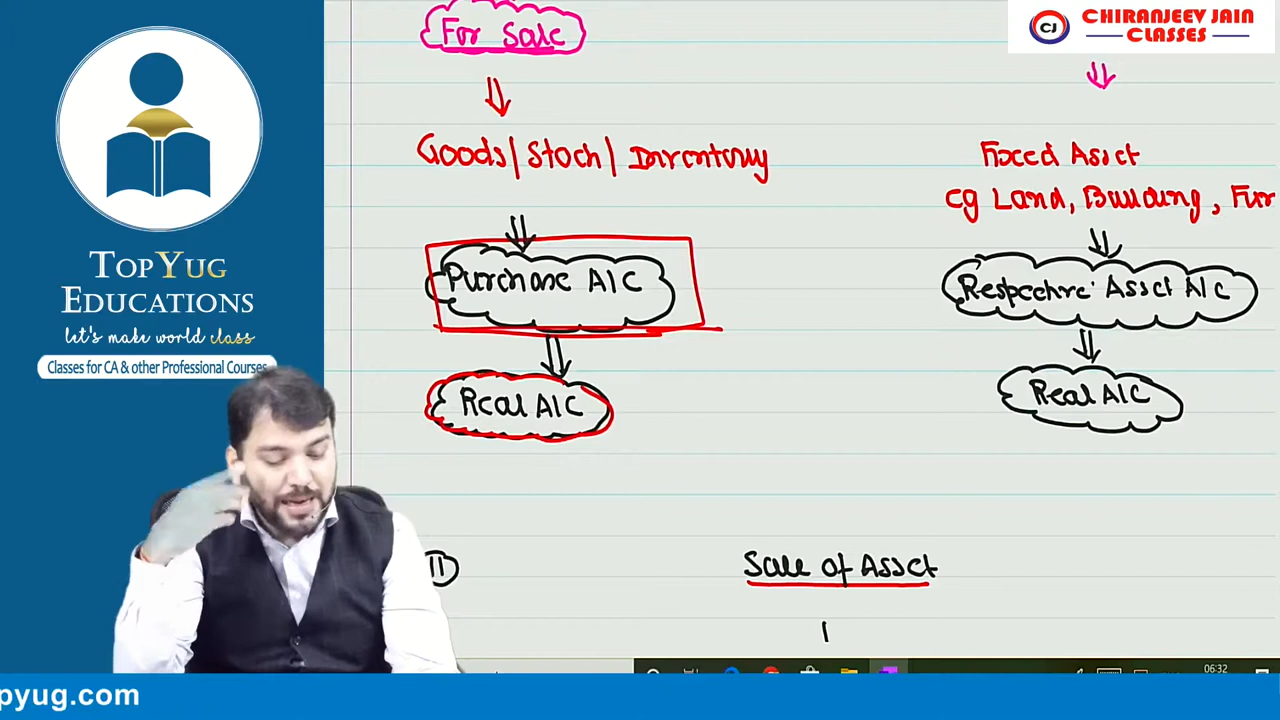 For Sale
CHIRANJEEV JAIN
CJ
CLASSES
Goods/Stock/Inventory
Fixed Asset
eg Land, Building, Fur
Purchase A/C
Respective Asset A/C
Real A/C
Real A/C
TOPYUG
EDUCATIONS
let's make world class
Classes for CA & other Professional Courses
II
Sale of Asset
06:32
pyug.com